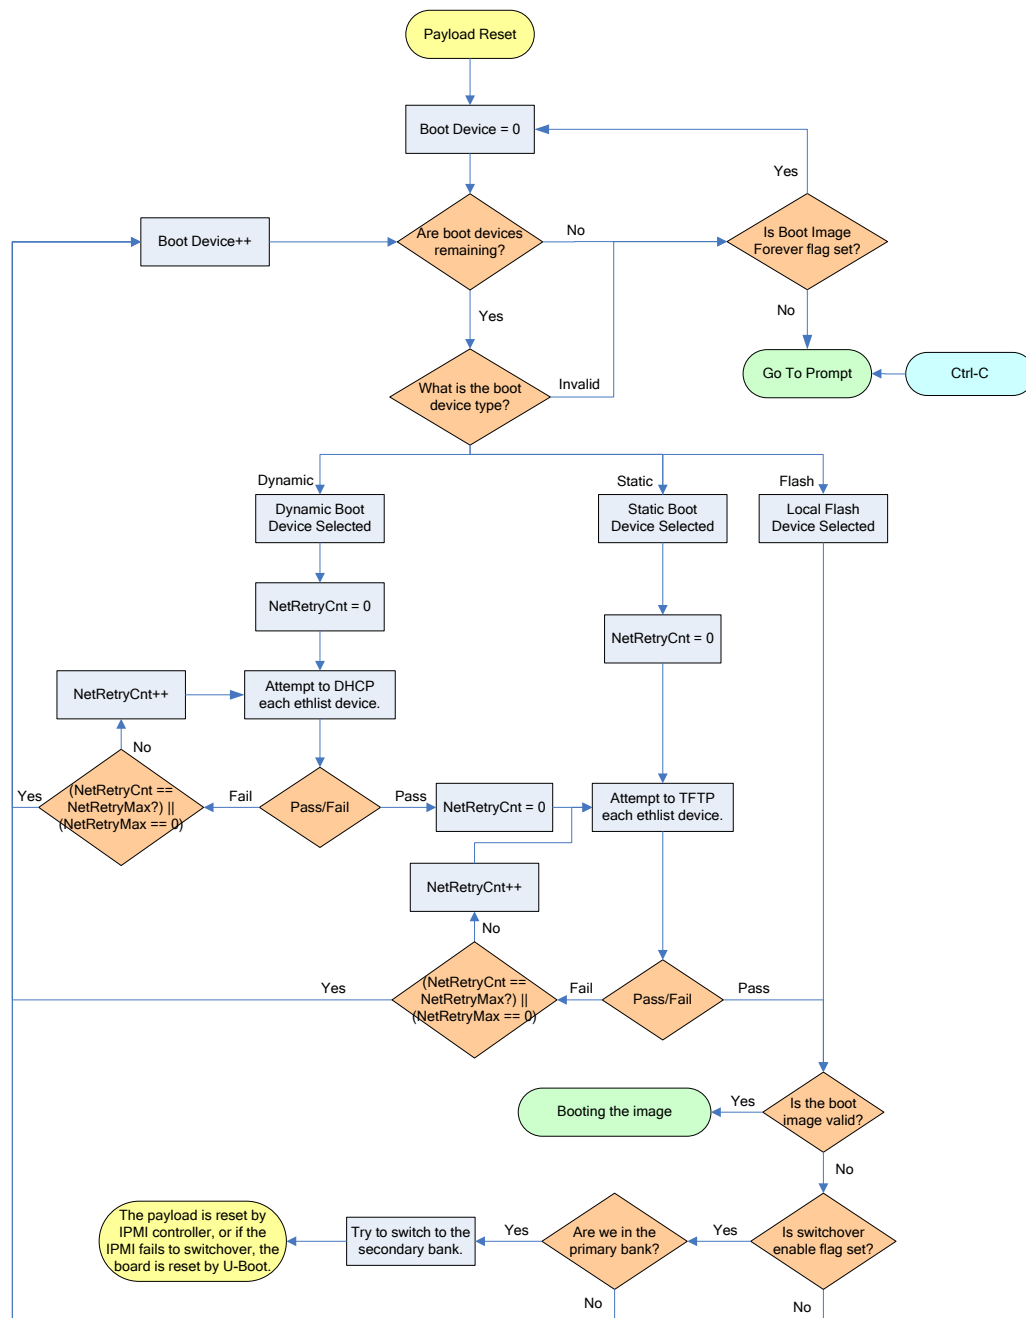 Payload Reset
Boot Device = 0
Yes
Boot Device++
Are boot devices
remaining?
No
Is Boot Image
Forever flag set?
Yes
No
What is the boot
device type?
Invalid
Go To Prompt
Ctrl-C
Dynamic
Static
Flash
Dynamic Boot
Device Selected
Static Boot
Device Selected
Local Flash
Device Selected
NetRetryCnt = 0
NetRetryCnt = 0
NetRetryCnt++
Attempt to DHCP
each ethlist device.
No
Yes
(NetRetryCnt ==
NetRetryMax?) ||
(NetRetryMax == 0)
Fail
Pass/Fail
Pass
NetRetryCnt = 0
Attempt to TFTP
each ethlist device.
NetRetryCnt++
No
Yes
(NetRetryCnt ==
NetRetryMax?) ||
(NetRetryMax == 0)
Fail
Pass/Fail
Pass
Booting the image
Yes
Is the boot
image valid?
No
The payload is reset by
IPMI controller, or if the
IPMI fails to switchover, the
board is reset by U-Boot.
Try to switch to the
secondary bank.
Yes
Are we in the
primary bank?
Yes
Is switchover
enable flag set?
No
No